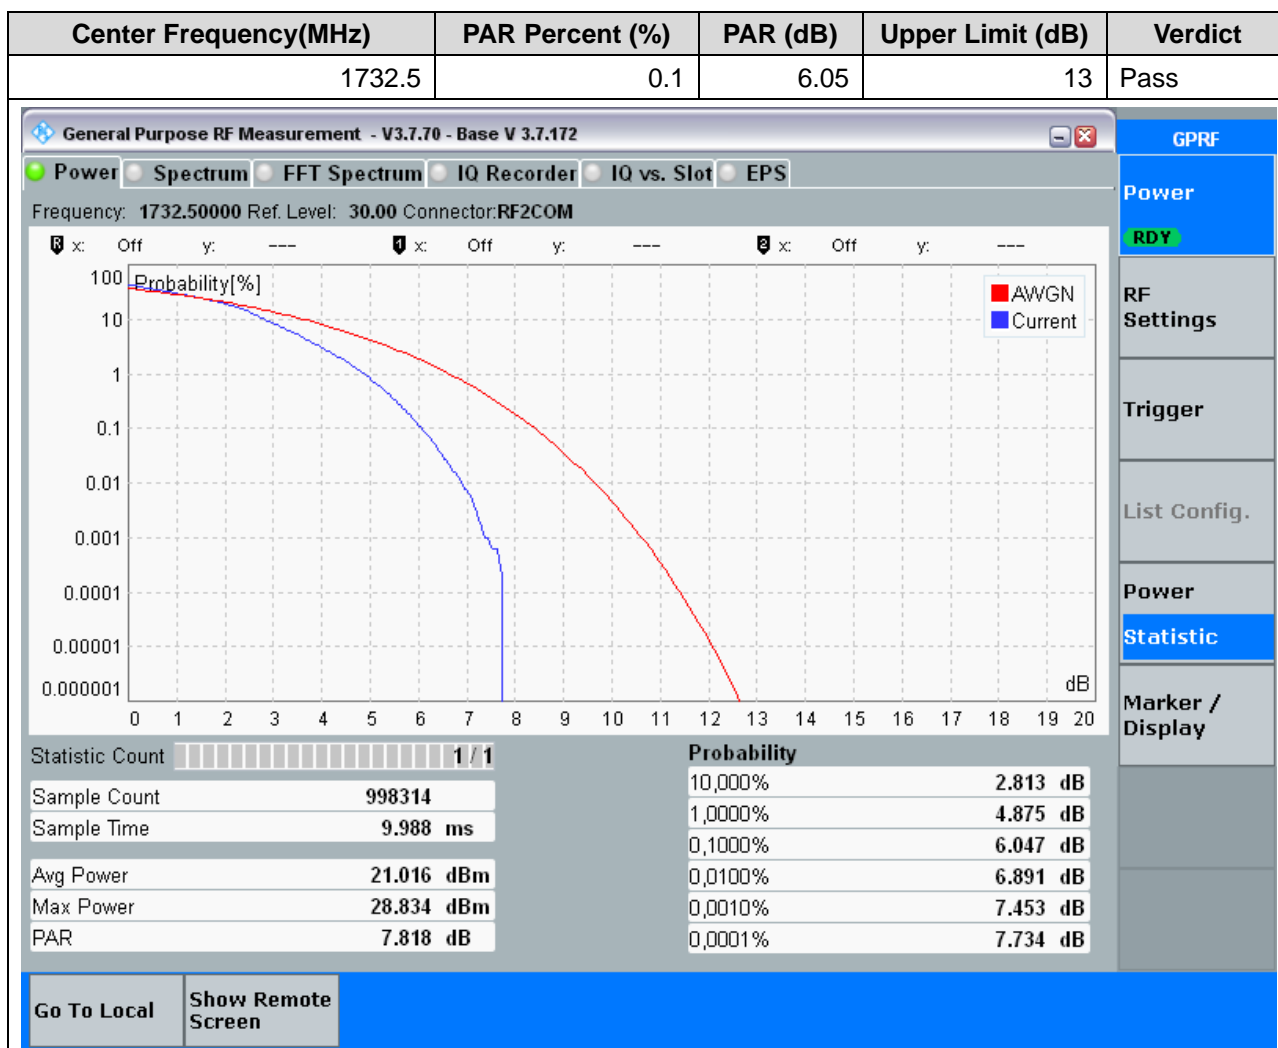 Center Frequency(MHz) PAR Percent (%) PAR (dB) Upper Limit (dB) Verdict
1732.5 0.1 6.05 13 Pass
General Purpose RF Measurement - V3.7.70 - Base V 3.7.172
GPRF
Power Spectrum FFT Spectrum IQ Recorder IQ vs. Slot EPS
Power
RDY
Frequency: 1732.50000 Ref. Level: 30.00 Connector:RF2COM
R x: Off y: --- 1 x: Off y: --- 2 x: Off y: ---
Probability[%]
AWGN
Current
100
10
1
0.1
0.01
0.001
0.0001
0.00001
0.000001
dB
0 1 2 3 4 5 6 7 8 9 10 11 12 13 14 15 16 17 18 19 20
RF
Settings
Trigger
List Config.
Power
Statistic
Marker /
Display
Statistic Count 1 / 1
Sample Count 998314
Sample Time 9.988 ms
Avg Power 21.016 dBm
Max Power 28.834 dBm
PAR 7.818 dB
Probability
10,000% 2.813 dB
1,0000% 4.875 dB
0,1000% 6.047 dB
0,0100% 6.891 dB
0,0010% 7.453 dB
0,0001% 7.734 dB
Go To Local
Show Remote
Screen